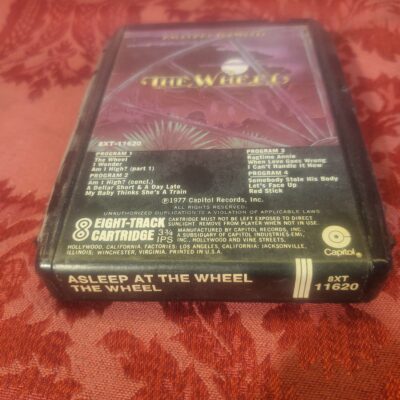 ASLEEP AT THE WHEEL
THE WHEEL
8XT-11620
PROGRAM 1
The Wheel
I Wonder
Am I High? (part 1)
PROGRAM 2
Am I High? (concl.)
A Dollar Short & A Day Late
My Baby Thinks She's A Train
PROGRAM 3
Ragtime Annie
When Love Goes Wrong
I Can't Handle It Now
PROGRAM 4
Somebody Stole His Body
Let's Face Up
Red Stick
℗1977 Capitol Records, Inc.
ALL RIGHTS RESERVED.
UNAUTHORIZED DUPLICATION IS A VIOLATION OF APPLICABLE LAWS.
8 EIGHT-TRACK CARTRIDGE
3¾ IPS
CARTRIDGE MUST NOT BE LEFT EXPOSED TO DIRECT
SUNLIGHT. REMOVE FROM PLAYER WHEN NOT IN USE.
MANUFACTURED BY CAPITOL RECORDS, INC.,
A SUBSIDIARY OF CAPITOL INDUSTRIES-EMI,
INC., HOLLYWOOD AND VINE STREETS,
HOLLYWOOD, CALIFORNIA. FACTORIES: LOS ANGELES, CALIFORNIA; JACKSONVILLE,
ILLINOIS; WINCHESTER, VIRGINIA. PRINTED IN U.S.A.
Capitol
ASLEEP AT THE WHEEL
THE WHEEL
8XT
11620